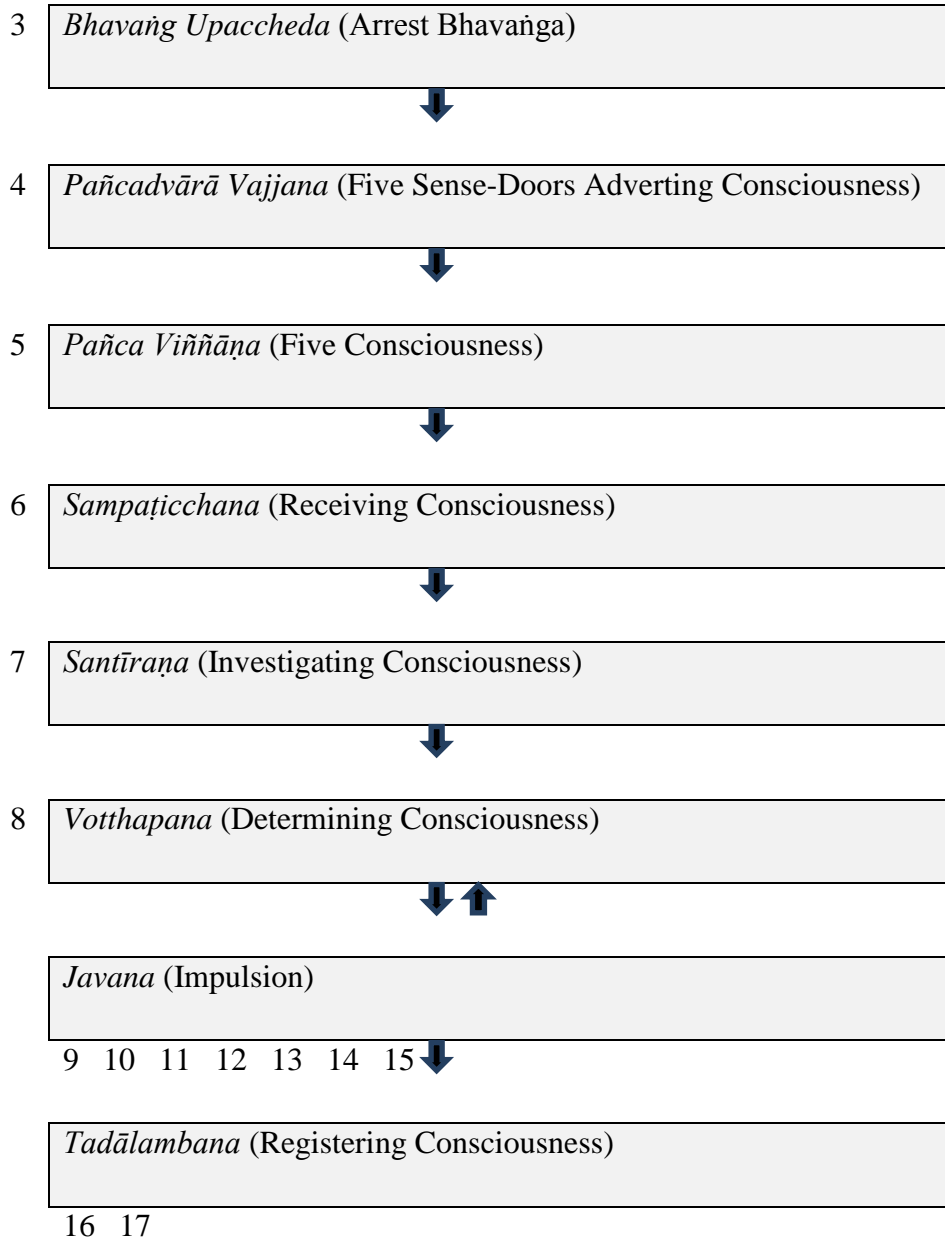 3 Bhavaṅg Upaccheda (Arrest Bhavaṅga)
4 Pañcadvārā Vajjana (Five Sense-Doors Adverting Consciousness)
5 Pañca Viññāṇa (Five Consciousness)
6 Sampaṭicchana (Receiving Consciousness)
7 Santīraṇa (Investigating Consciousness)
8 Votthapana (Determining Consciousness)
Javana (Impulsion)
9 10 11 12 13 14 15
Tadālambana (Registering Consciousness)
16 17